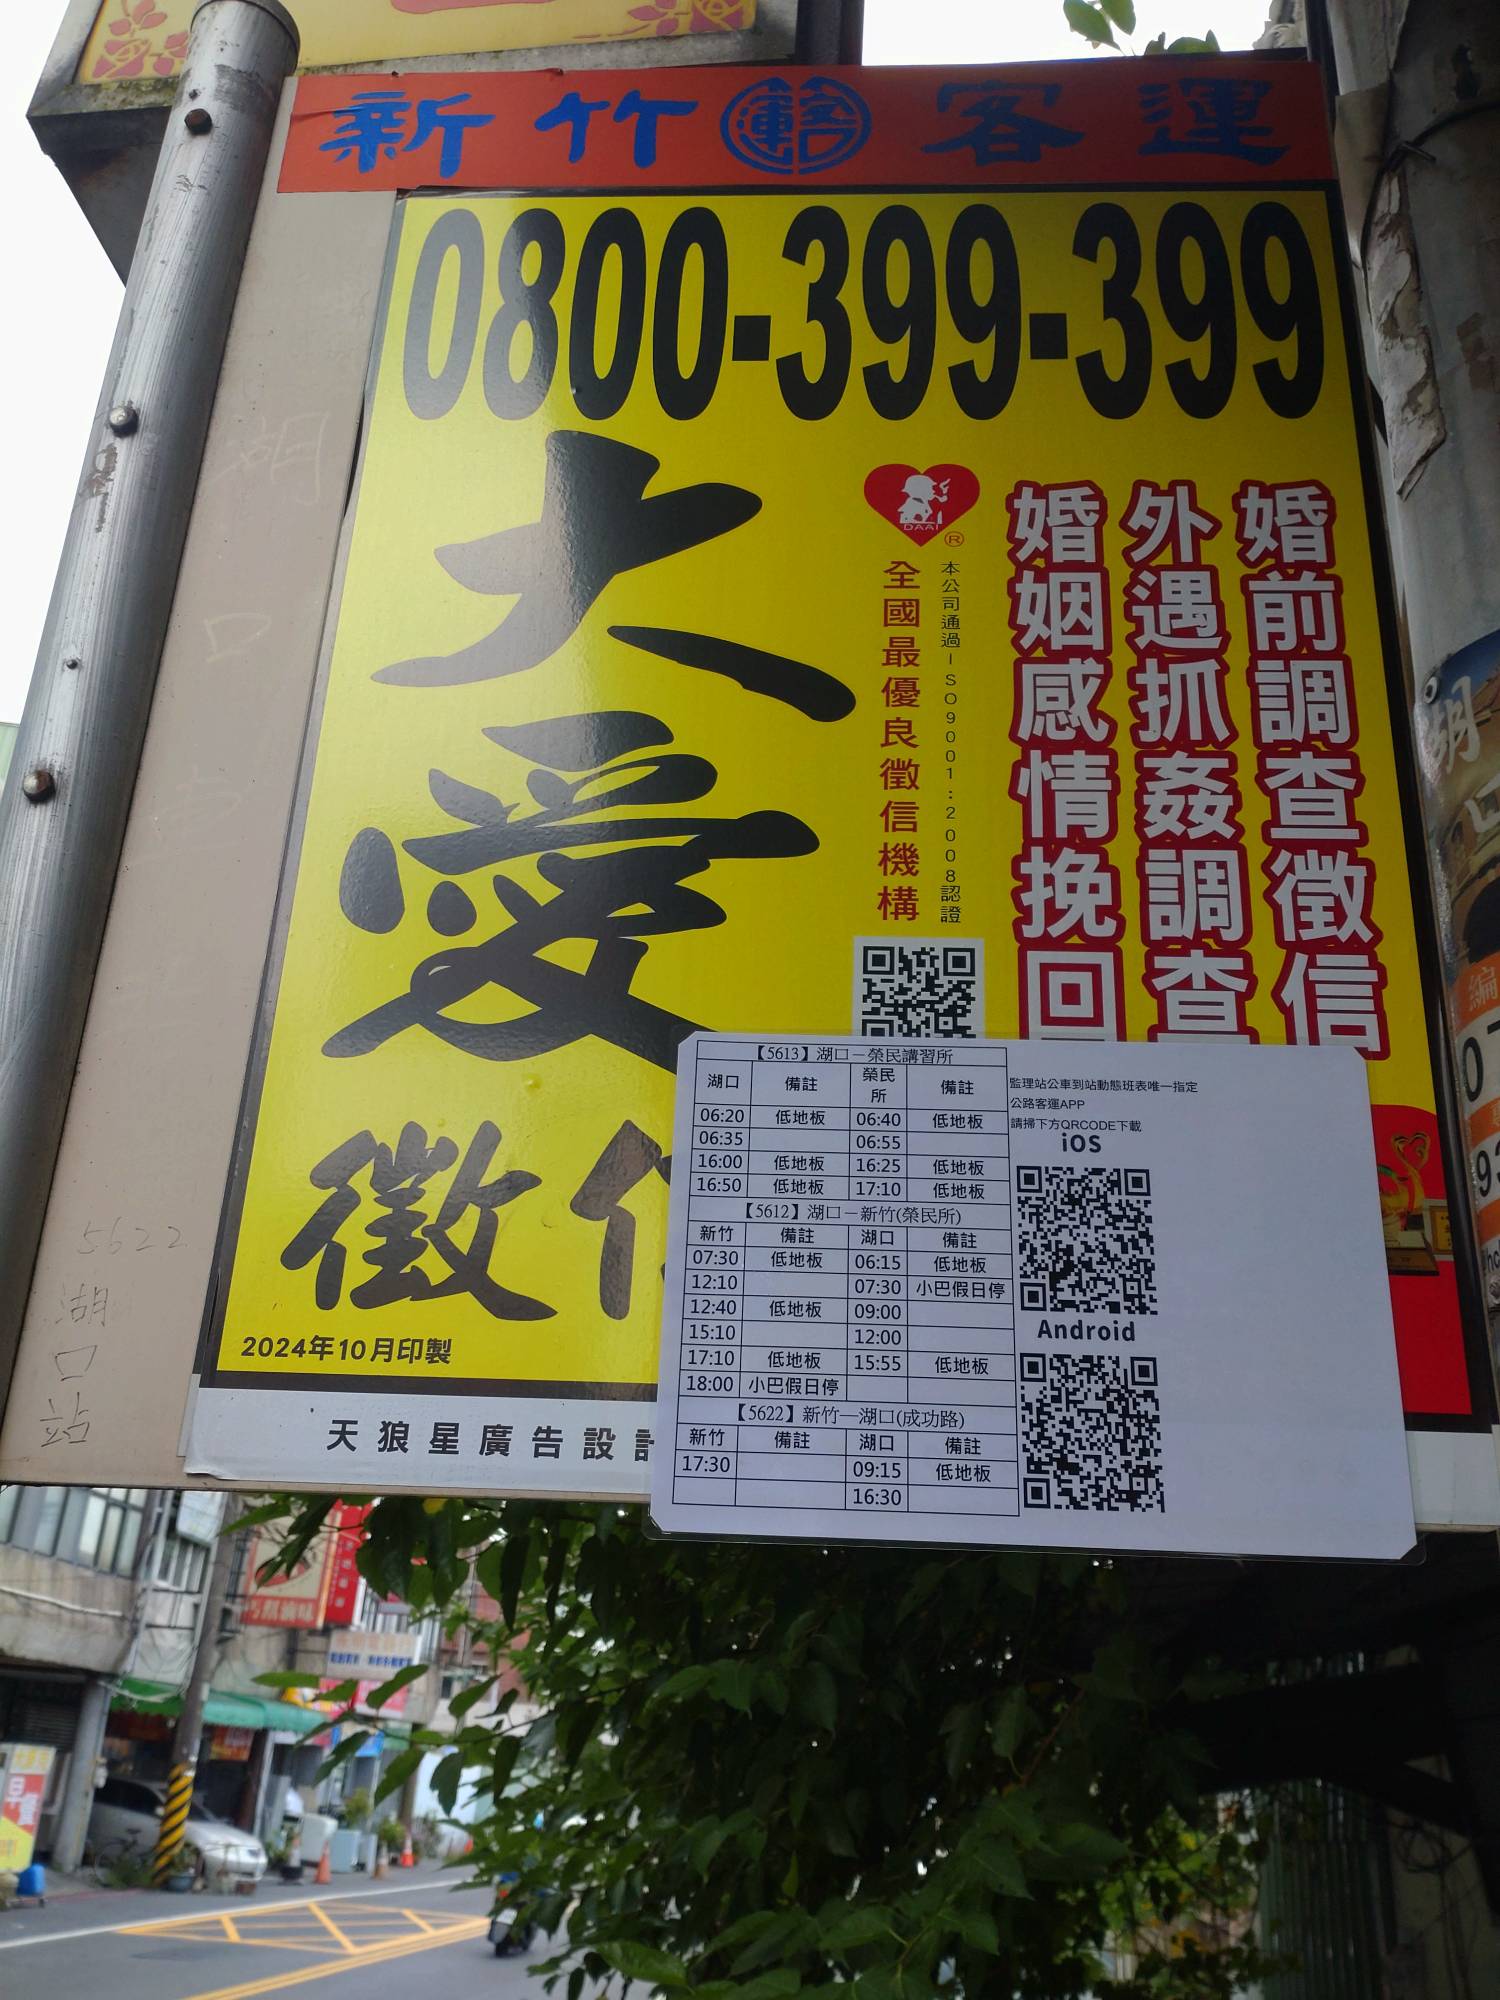 新竹客運
0800-399-399
大愛徵
DAAI
®
全國最優良徵信機構
本公司通過ISO9001:2008認證
婚前調查徵信
外遇抓姦調查
婚姻感情挽回
2024年10月印製
天狼星廣告設計
5622
湖口
【5613】湖口－榮民講習所
湖口 備註 榮民所 備註
06:20 低地板 06:40 低地板
06:35 06:55
16:00 低地板 16:25 低地板
16:50 低地板 17:10 低地板
【5612】湖口－新竹(榮民所)
新竹 備註 湖口 備註
07:30 低地板 06:15 低地板
12:10 07:30 小巴假日停
12:40 低地板 09:00
15:10 12:00
17:10 低地板 15:55 低地板
18:00 小巴假日停
【5622】新竹—湖口(成功路)
新竹 備註 湖口 備註
17:30 09:15 低地板
16:30
監理站公車到站動態班表唯一指定
公路客運APP
請掃下方QRCODE下載
iOS
Android
湖口
編